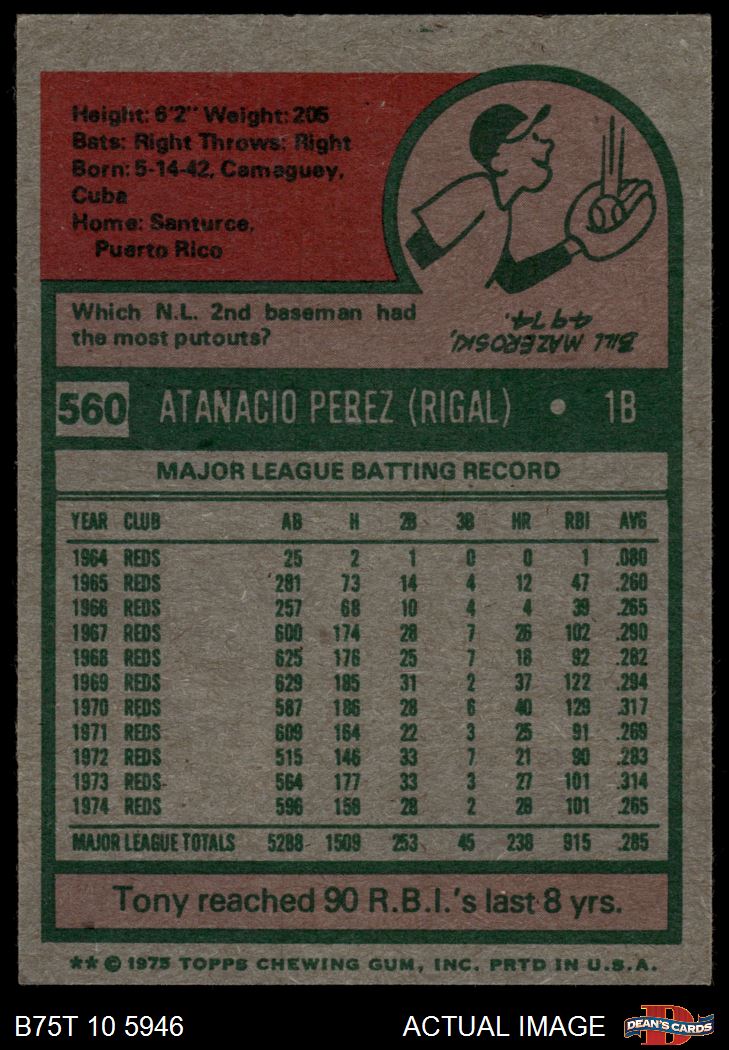 Height: 6'2" Weight: 205
Bats: Right Throws: Right
Born: 5-14-42, Camaguey,
Cuba
Home: Santurce,
Puerto Rico
Which N.L. 2nd baseman had
the most putouts?
BILL MAZEROSKI,
4974.
560 ATANACIO PEREZ (RIGAL) • 1B
MAJOR LEAGUE BATTING RECORD
YEAR CLUB AB H 2B 3B HR RBI AVG
1964 REDS 25 2 1 0 0 1 .080
1965 REDS 281 73 14 4 12 47 .260
1966 REDS 257 68 10 4 4 39 .265
1967 REDS 600 174 28 7 26 102 .290
1968 REDS 625 176 25 7 18 92 .282
1969 REDS 629 185 31 2 37 122 .294
1970 REDS 587 186 28 6 40 129 .317
1971 REDS 609 164 22 3 25 91 .269
1972 REDS 515 146 33 7 21 90 .283
1973 REDS 564 177 33 3 27 101 .314
1974 REDS 596 158 28 2 28 101 .265
MAJOR LEAGUE TOTALS 5288 1509 253 45 238 915 .285
Tony reached 90 R.B.I.'s last 8 yrs.
** © 1975 TOPPS CHEWING GUM, INC. PRTD IN U.S.A.
B75T 10 5946 ACTUAL IMAGE DEAN'S CARDS